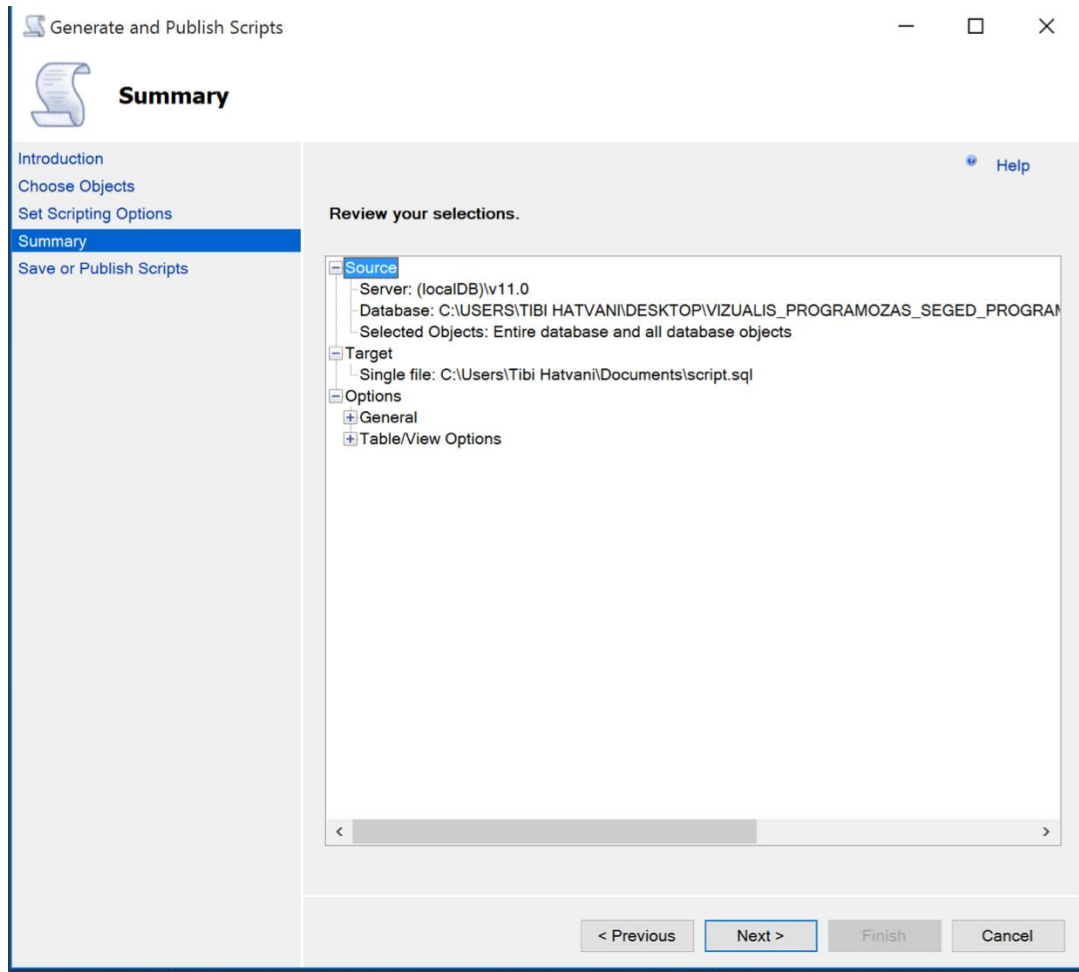 Generate and Publish Scripts
Summary
Introduction
Choose Objects
Set Scripting Options
Summary
Save or Publish Scripts
Help
Review your selections.
Source
Server: (localDB)\v11.0
Database: C:\USERS\TIBI HATVANI\DESKTOP\VIZUALIS_PROGRAMOZAS_SEGED_PROGRAM
Selected Objects: Entire database and all database objects
Target
Single file: C:\Users\Tibi Hatvani\Documents\script.sql
Options
General
Table/View Options
< Previous
Next >
Finish
Cancel